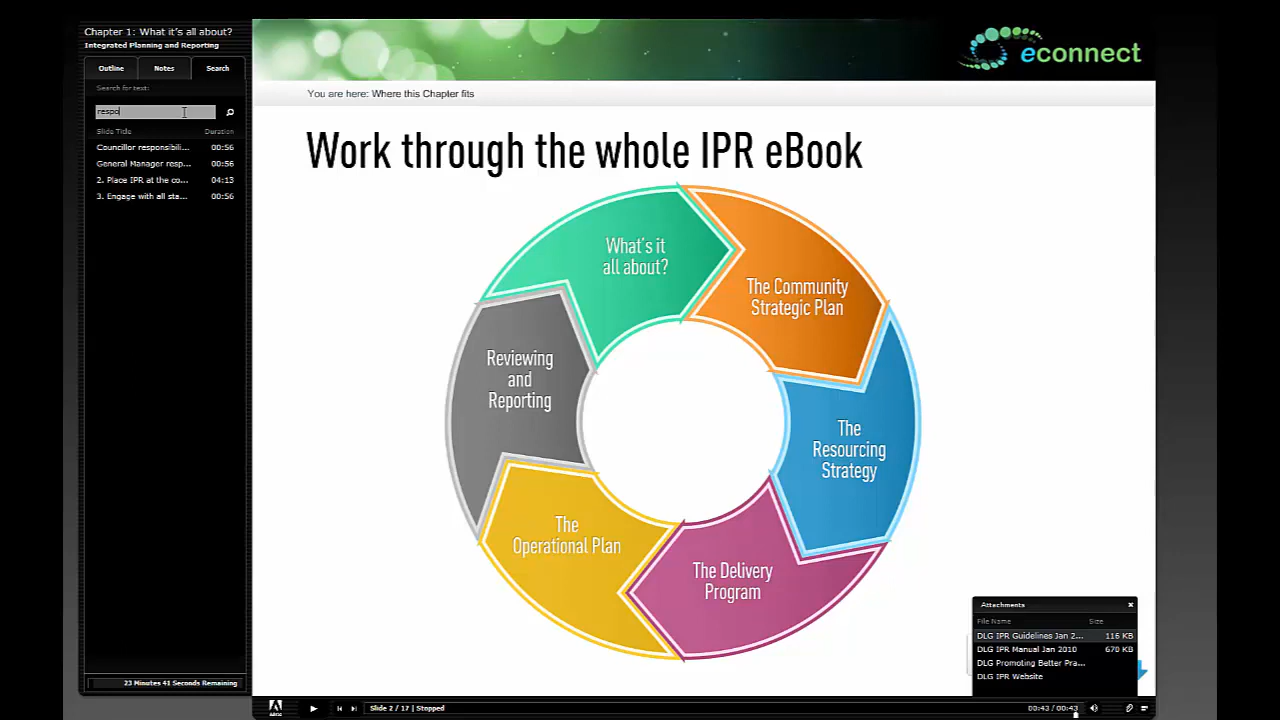 Chapter 1: What it's all about?
Integrated Planning and Reporting
Outline Notes Search
Search for text:
respo
Slide Title Duration
Councillor responsibili... 00:56
General Manager resp... 00:56
2. Place IPR at the co... 04:13
3. Engage with all sta... 00:56
23 Minutes 41 Seconds Remaining
econnect
You are here: Where this Chapter fits
Work through the whole IPR eBook
What's it
all about?
The Community
Strategic Plan
The
Resourcing
Strategy
The Delivery
Program
The
Operational Plan
Reviewing
and
Reporting
Attachments
File Name Size
DLG IPR Guidelines Jan 2... 116 KB
DLG IPR Manual Jan 2010 670 KB
DLG Promoting Better Pra...
DLG IPR Website
Slide 2 / 17 | Stopped
00:43 / 00:43